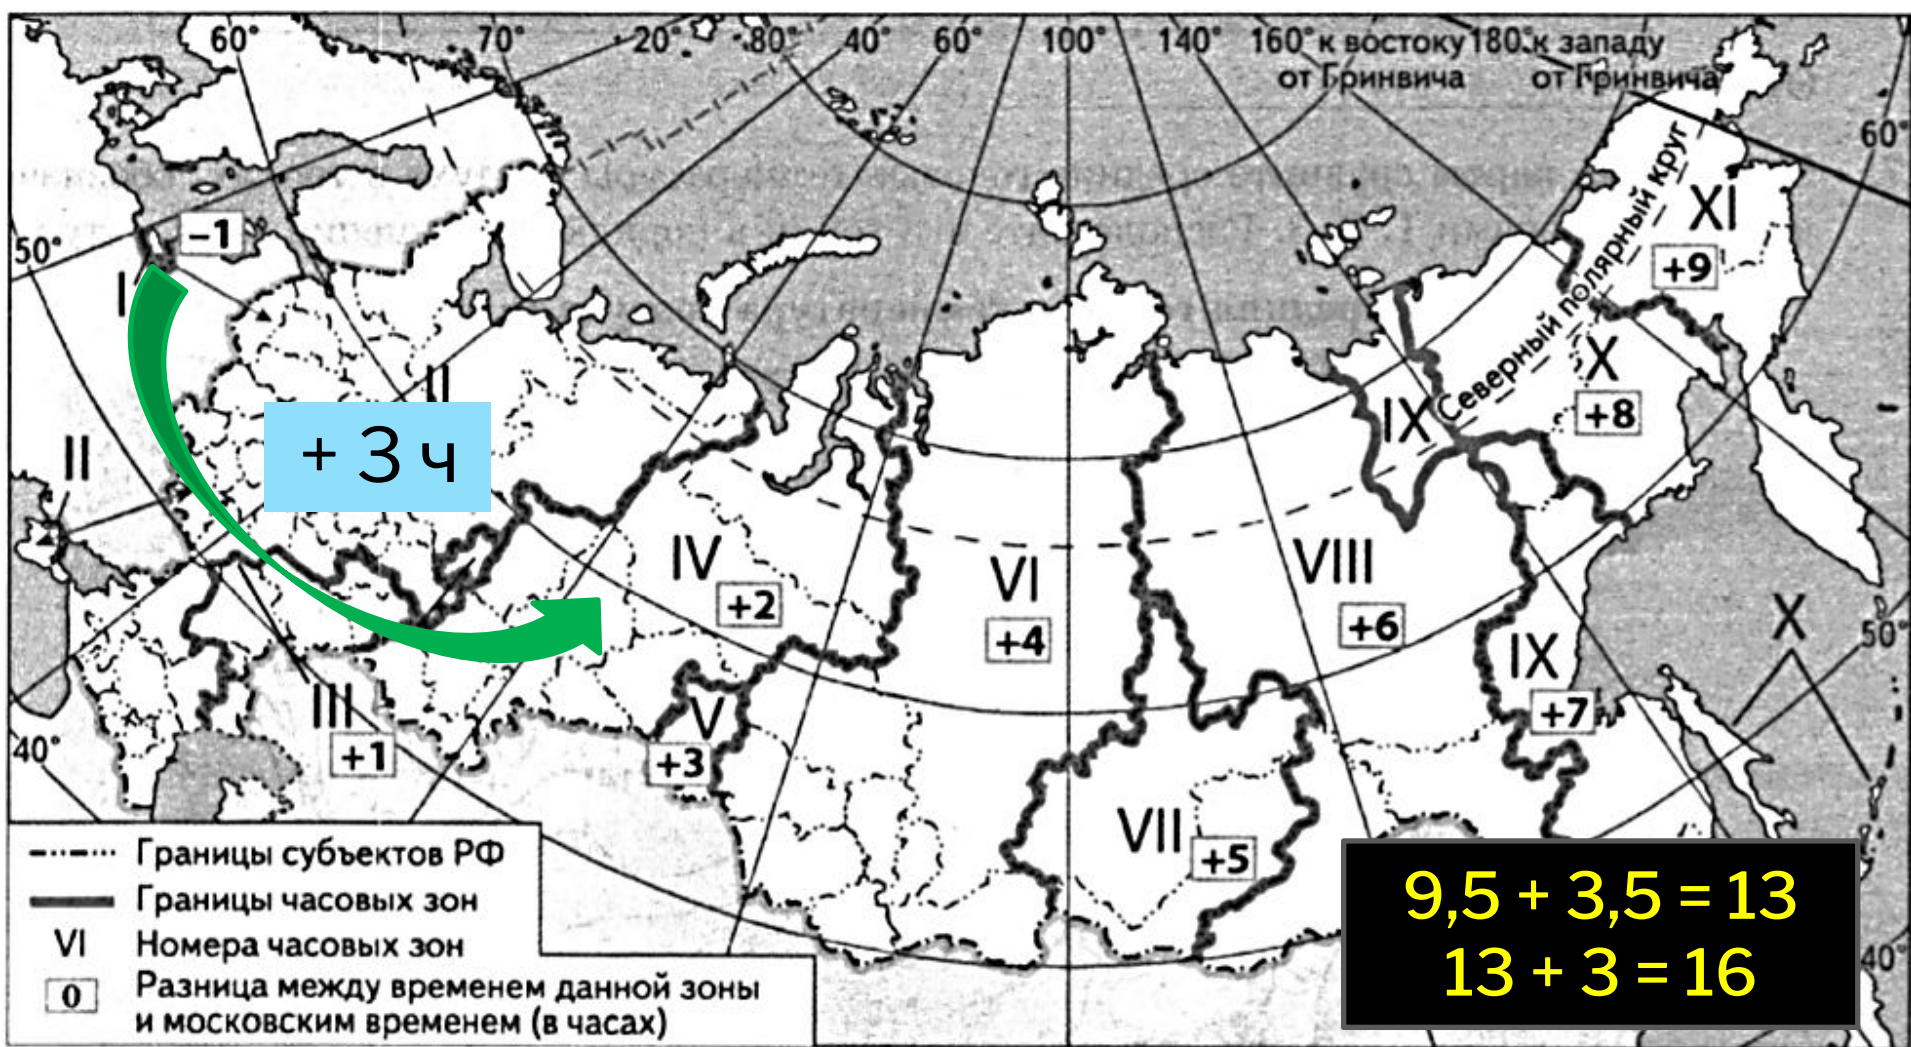 60° 70° 20° 80° 40° 60° 100° 140° 160° к востоку 180° к западу
от Гринвича от Гринвича
60°
Северный полярный круг
–1
50°
I
XI
+9
II
X
+8
IX
+ 3 ч
II
IV
+2
VI
+4
VIII
+6
X
50°
IX
+7
III
+1
V
+3
40°
VII
+5
Границы субъектов РФ
Границы часовых зон
VI Номера часовых зон
0 Разница между временем данной зоны
и московским временем (в часах)
9,5 + 3,5 = 13
13 + 3 = 16
40°